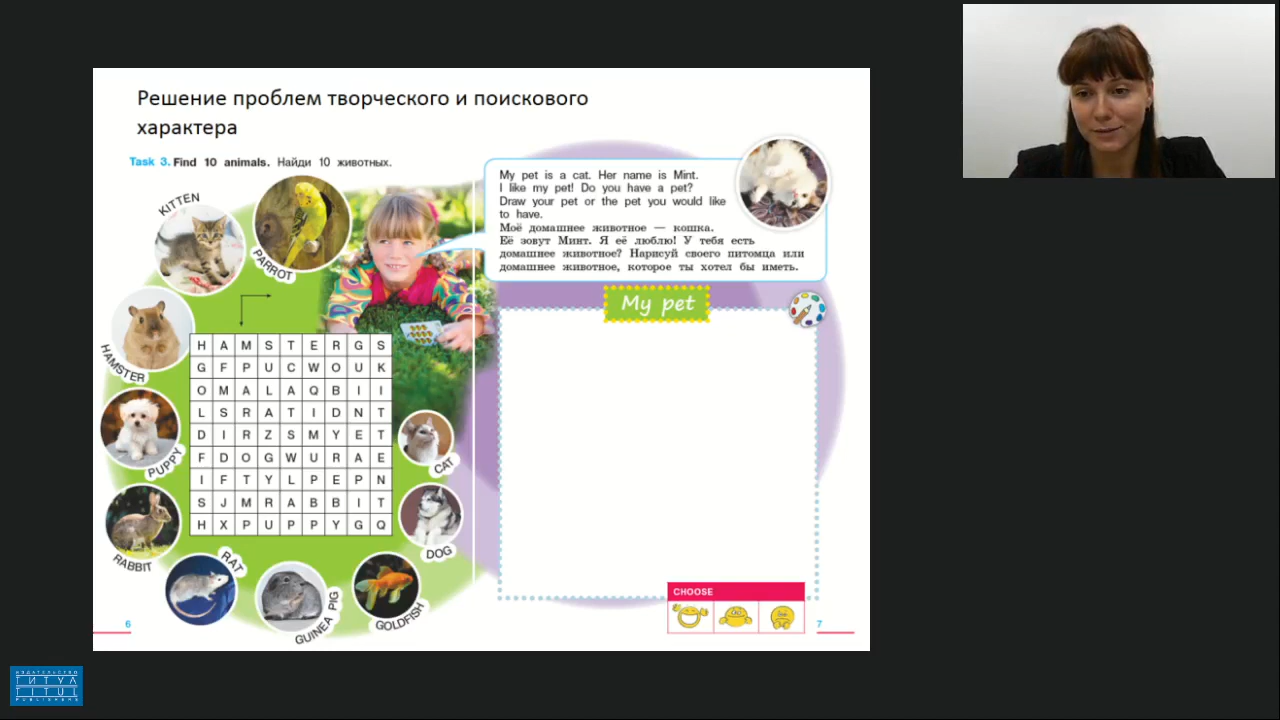 Решение проблем творческого и поискового
характера
Task 3. Find 10 animals. Найди 10 животных.
KITTEN
PARROT
HAMSTER
PUPPY
RABBIT
RAT
GUINEA PIG
GOLDFISH
DOG
CAT
H A M S T E R G S
G F P U C W O U K
O M A L A Q B I I
L S R A T I D N T
D I R Z S M Y E T
F D O G W U R A E
I F T Y L P E P N
S J M R A B B I T
H X P U P P Y G Q
6
My pet is a cat. Her name is Mint.
I like my pet! Do you have a pet?
Draw your pet or the pet you would like
to have.
Моё домашнее животное — кошка.
Её зовут Минт. Я её люблю! У тебя есть
домашнее животное? Нарисуй своего питомца или
домашнее животное, которое ты хотел бы иметь.
My pet
CHOOSE
7
ИЗДАТЕЛЬСТВО
ТИТУЛ
TITUL
PUBLISHERS